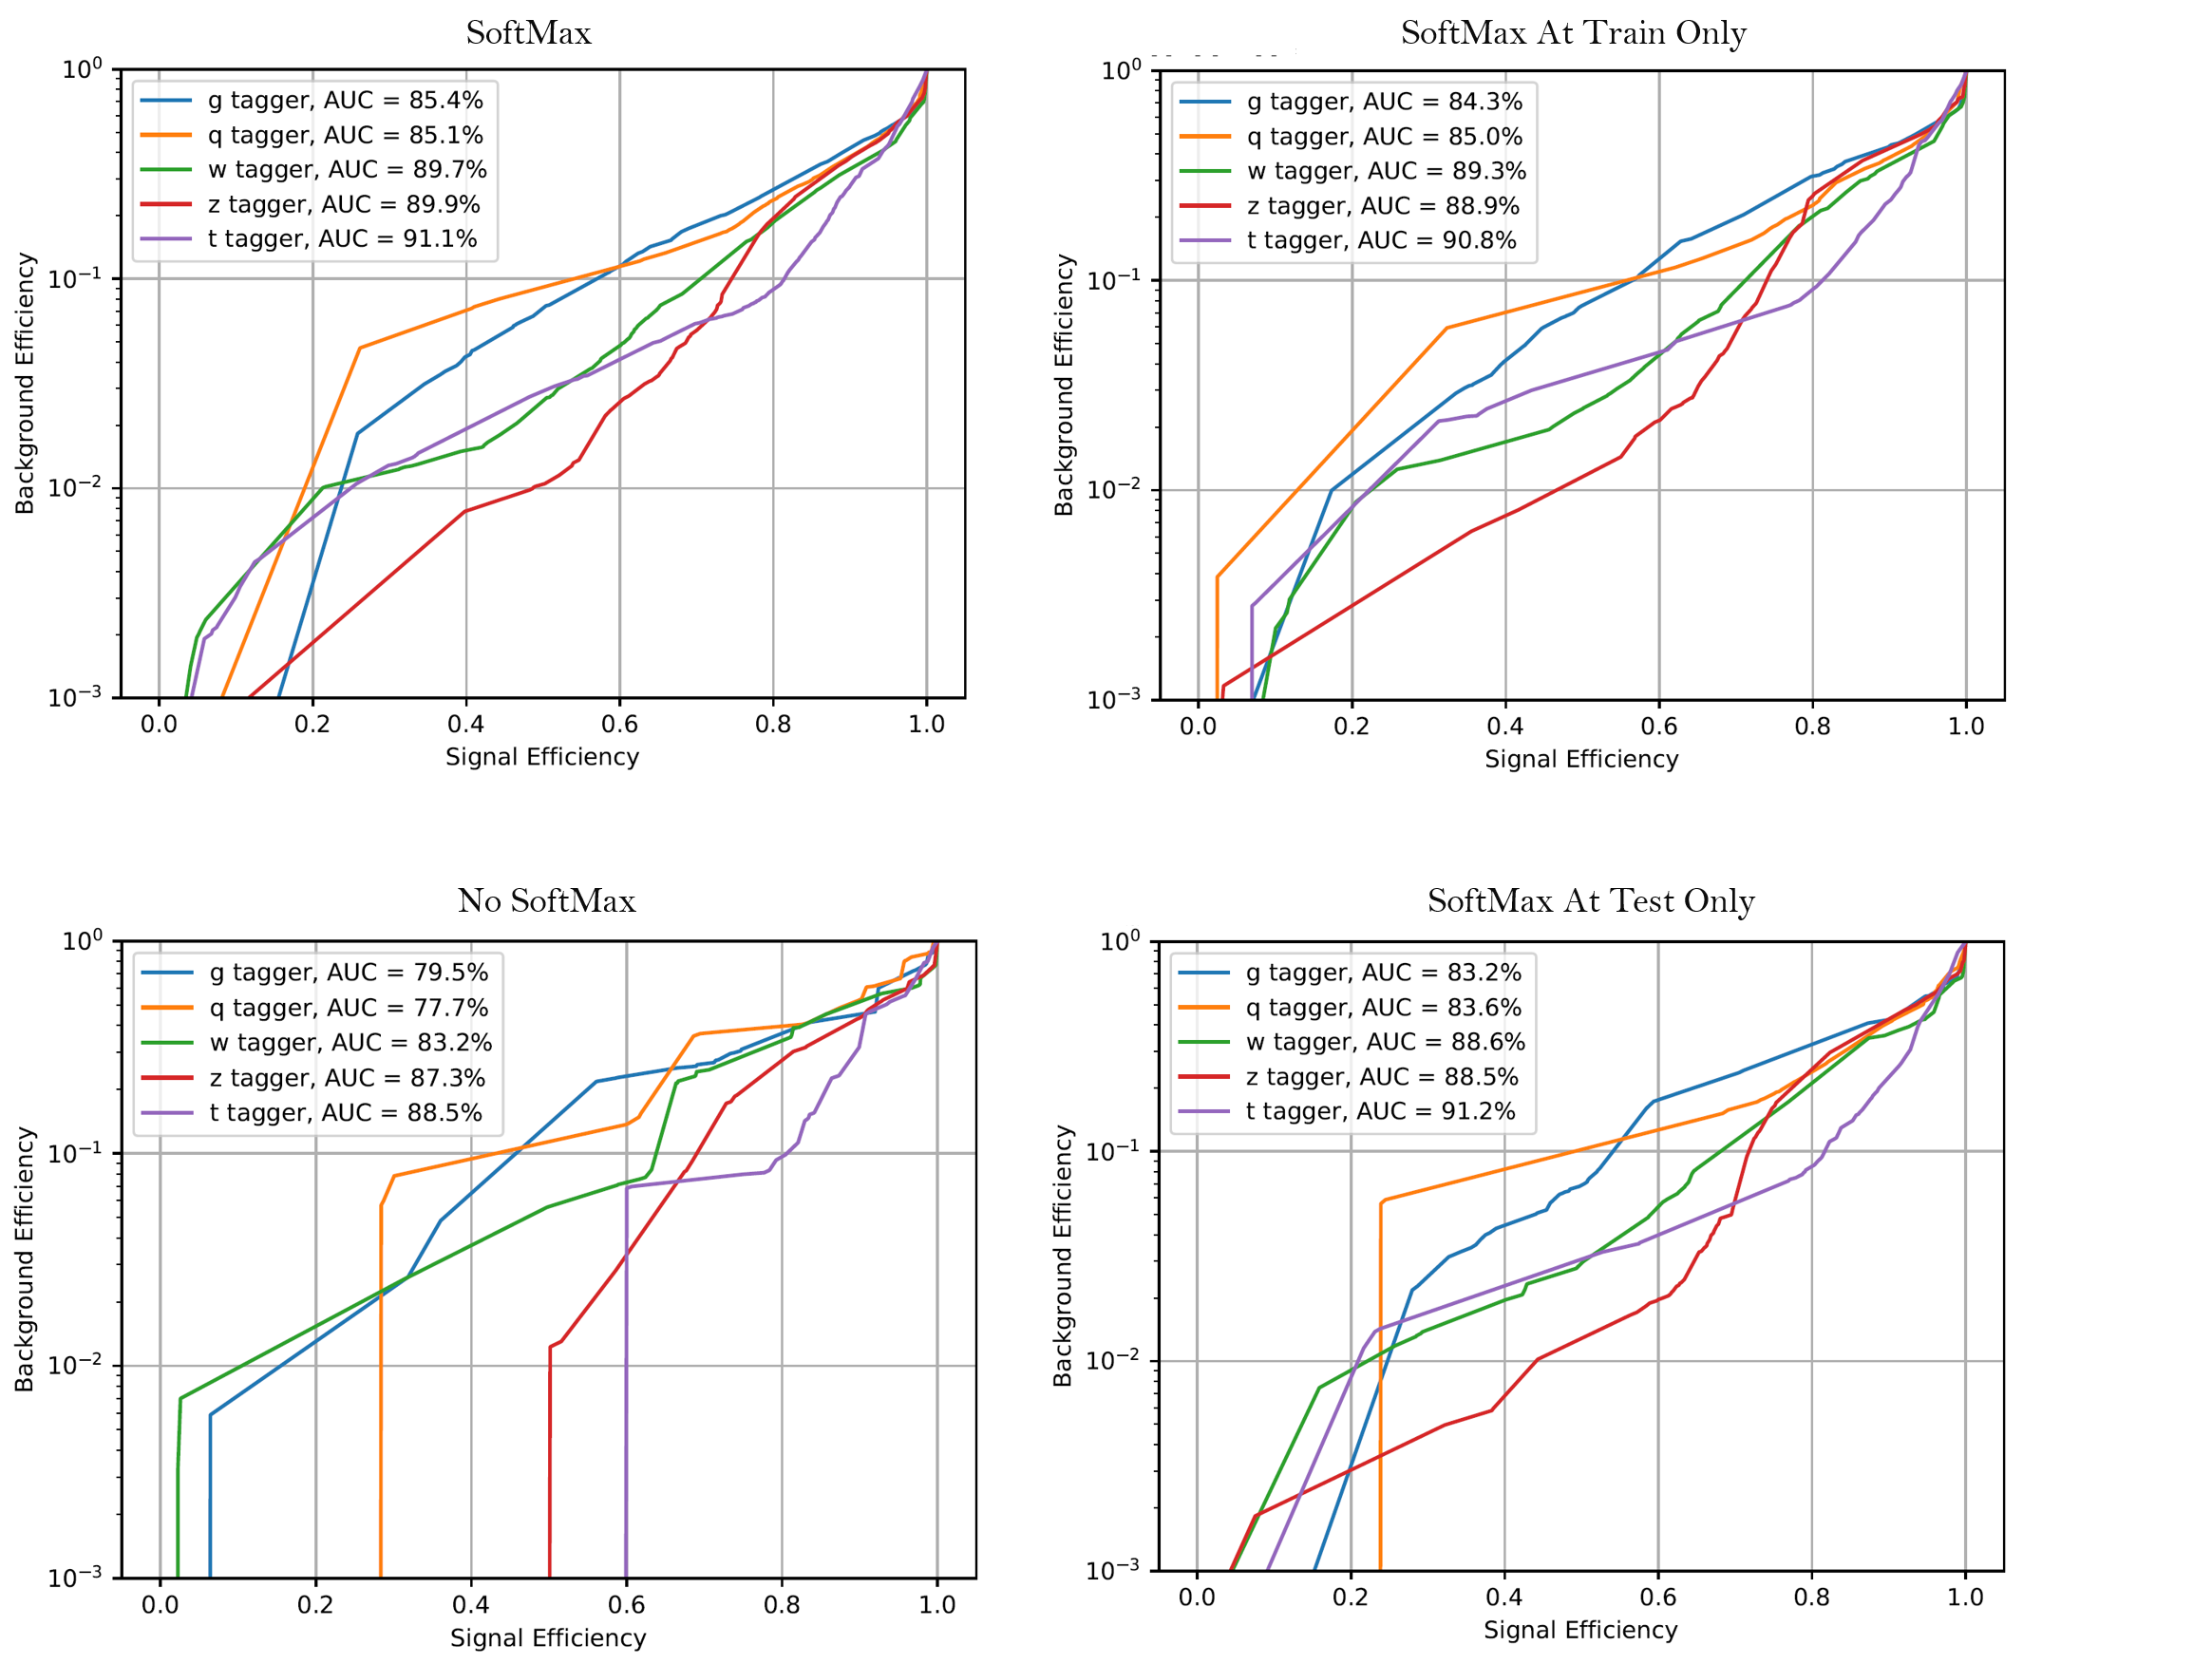 SoftMax
10⁰
10⁻¹
10⁻²
10⁻³
Background Efficiency
g tagger, AUC = 85.4%
q tagger, AUC = 85.1%
w tagger, AUC = 89.7%
z tagger, AUC = 89.9%
t tagger, AUC = 91.1%
0.0 0.2 0.4 0.6 0.8 1.0
Signal Efficiency
SoftMax At Train Only
10⁰
10⁻¹
10⁻²
10⁻³
Background Efficiency
g tagger, AUC = 84.3%
q tagger, AUC = 85.0%
w tagger, AUC = 89.3%
z tagger, AUC = 88.9%
t tagger, AUC = 90.8%
0.0 0.2 0.4 0.6 0.8 1.0
Signal Efficiency
No SoftMax
10⁰
10⁻¹
10⁻²
10⁻³
Background Efficiency
g tagger, AUC = 79.5%
q tagger, AUC = 77.7%
w tagger, AUC = 83.2%
z tagger, AUC = 87.3%
t tagger, AUC = 88.5%
0.0 0.2 0.4 0.6 0.8 1.0
Signal Efficiency
SoftMax At Test Only
10⁰
10⁻¹
10⁻²
10⁻³
Background Efficiency
g tagger, AUC = 83.2%
q tagger, AUC = 83.6%
w tagger, AUC = 88.6%
z tagger, AUC = 88.5%
t tagger, AUC = 91.2%
0.0 0.2 0.4 0.6 0.8 1.0
Signal Efficiency